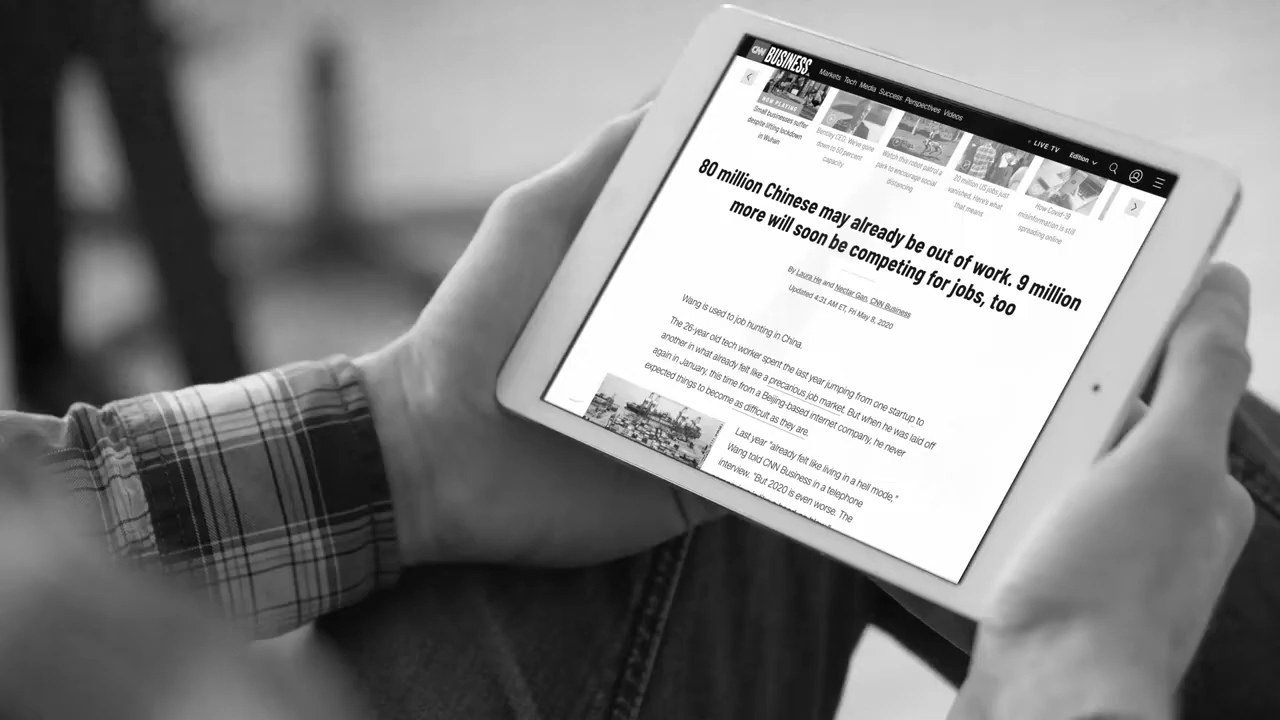 CNN BUSINESS
Markets Tech Media Success Perspectives Videos
LIVE TV Edition
NOW PLAYING
Small businesses suffer
despite lifting lockdown
in Wuhan
Bentley CEO: We've gone
down to 50 percent
capacity
Watch this robot patrol a
park to encourage social
distancing
20 million US jobs just
vanished. Here's what
that means
How Covid-19
misinformation is still
spreading online
80 million Chinese may already be out of work. 9 million
more will soon be competing for jobs, too
By Laura He and Nectar Gan, CNN Business
Updated 4:31 AM ET, Fri May 8, 2020
Wang is used to job hunting in China.
The 26-year old tech worker spent the last year jumping from one startup to
another in what already felt like a precarious job market. But when he was laid off
again in January, this time from a Beijing-based internet company, he never
expected things to become as difficult as they are.
Last year "already felt like living in a hell mode,"
Wang told CNN Business in a telephone
interview. "But 2020 is even worse. The